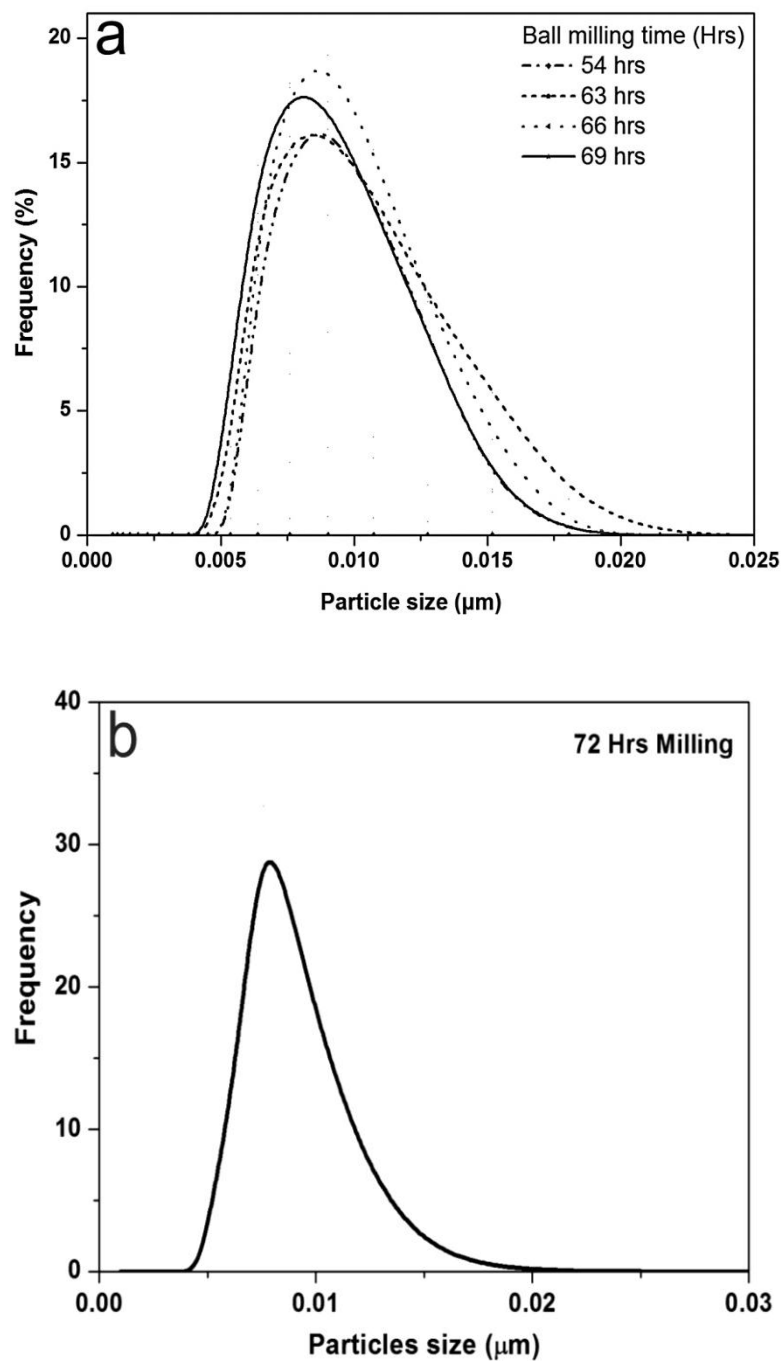 a
Ball milling time (Hrs)
54 hrs
63 hrs
66 hrs
69 hrs
20
15
10
5
0
Frequency (%)
0.000 0.005 0.010 0.015 0.020 0.025
Particle size (µm)
b
72 Hrs Milling
40
30
20
10
0
Frequency
0.00 0.01 0.02 0.03
Particles size (µm)